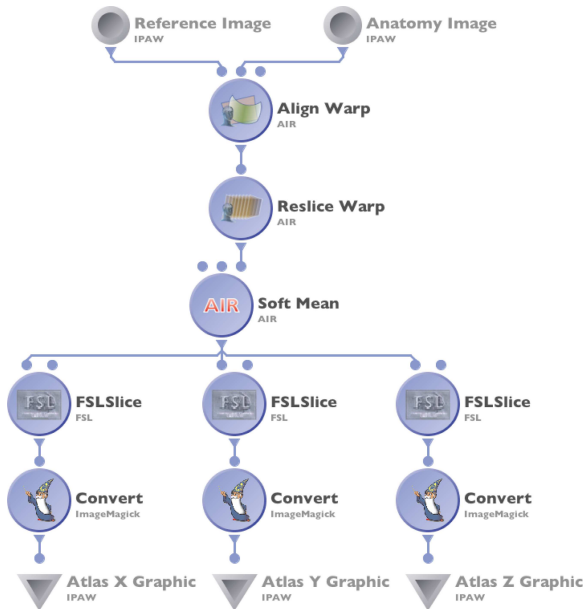 Reference Image
IPAW
Anatomy Image
IPAW
Align Warp
AIR
Reslice Warp
AIR
AIR
Soft Mean
AIR
FSL
FSLSlice
FSL
FSL
FSLSlice
FSL
FSL
FSLSlice
FSL
Convert
ImageMagick
Convert
ImageMagick
Convert
ImageMagick
Atlas X Graphic
IPAW
Atlas Y Graphic
IPAW
Atlas Z Graphic
IPAW